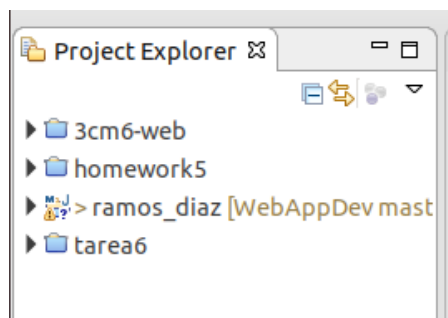 Project Explorer
3cm6-web
homework5
> ramos_diaz [WebAppDev mast
tarea6